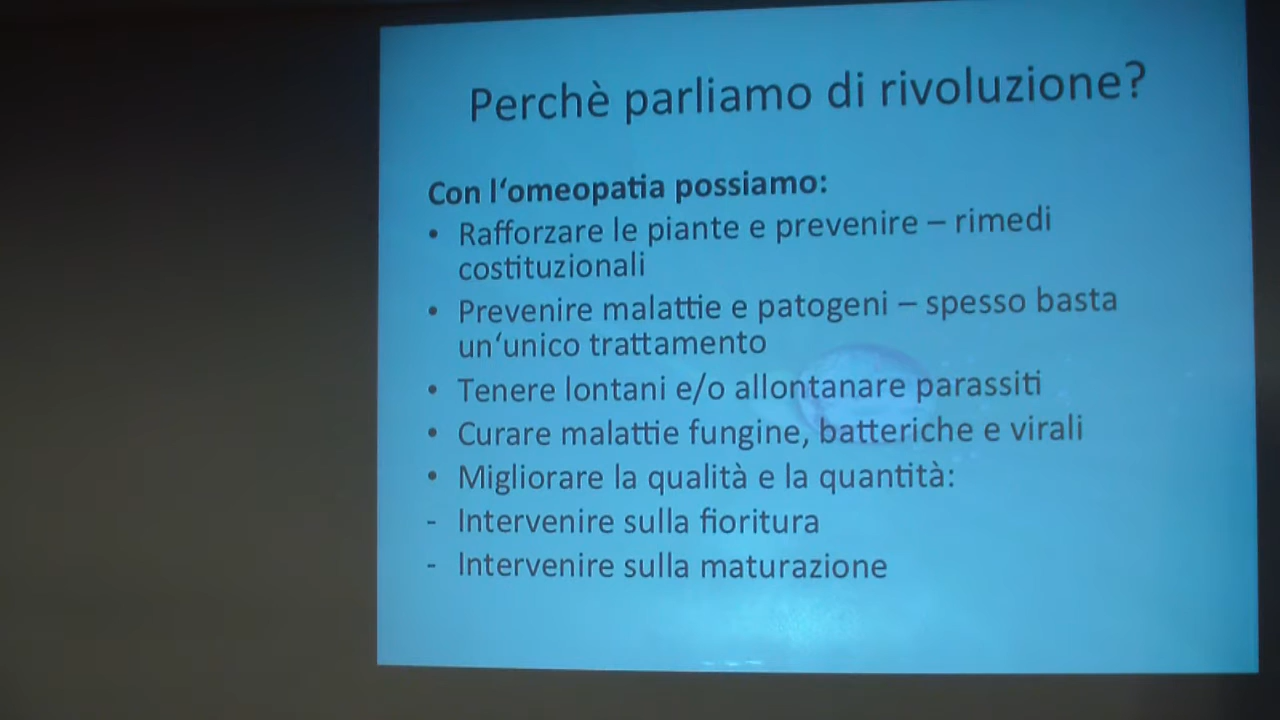 Perchè parliamo di rivoluzione?
Con l‘omeopatia possiamo:
• Rafforzare le piante e prevenire – rimedi
costituzionali
• Prevenire malattie e patogeni – spesso basta
un‘unico trattamento
• Tenere lontani e/o allontanare parassiti
• Curare malattie fungine, batteriche e virali
• Migliorare la qualità e la quantità:
- Intervenire sulla fioritura
- Intervenire sulla maturazione